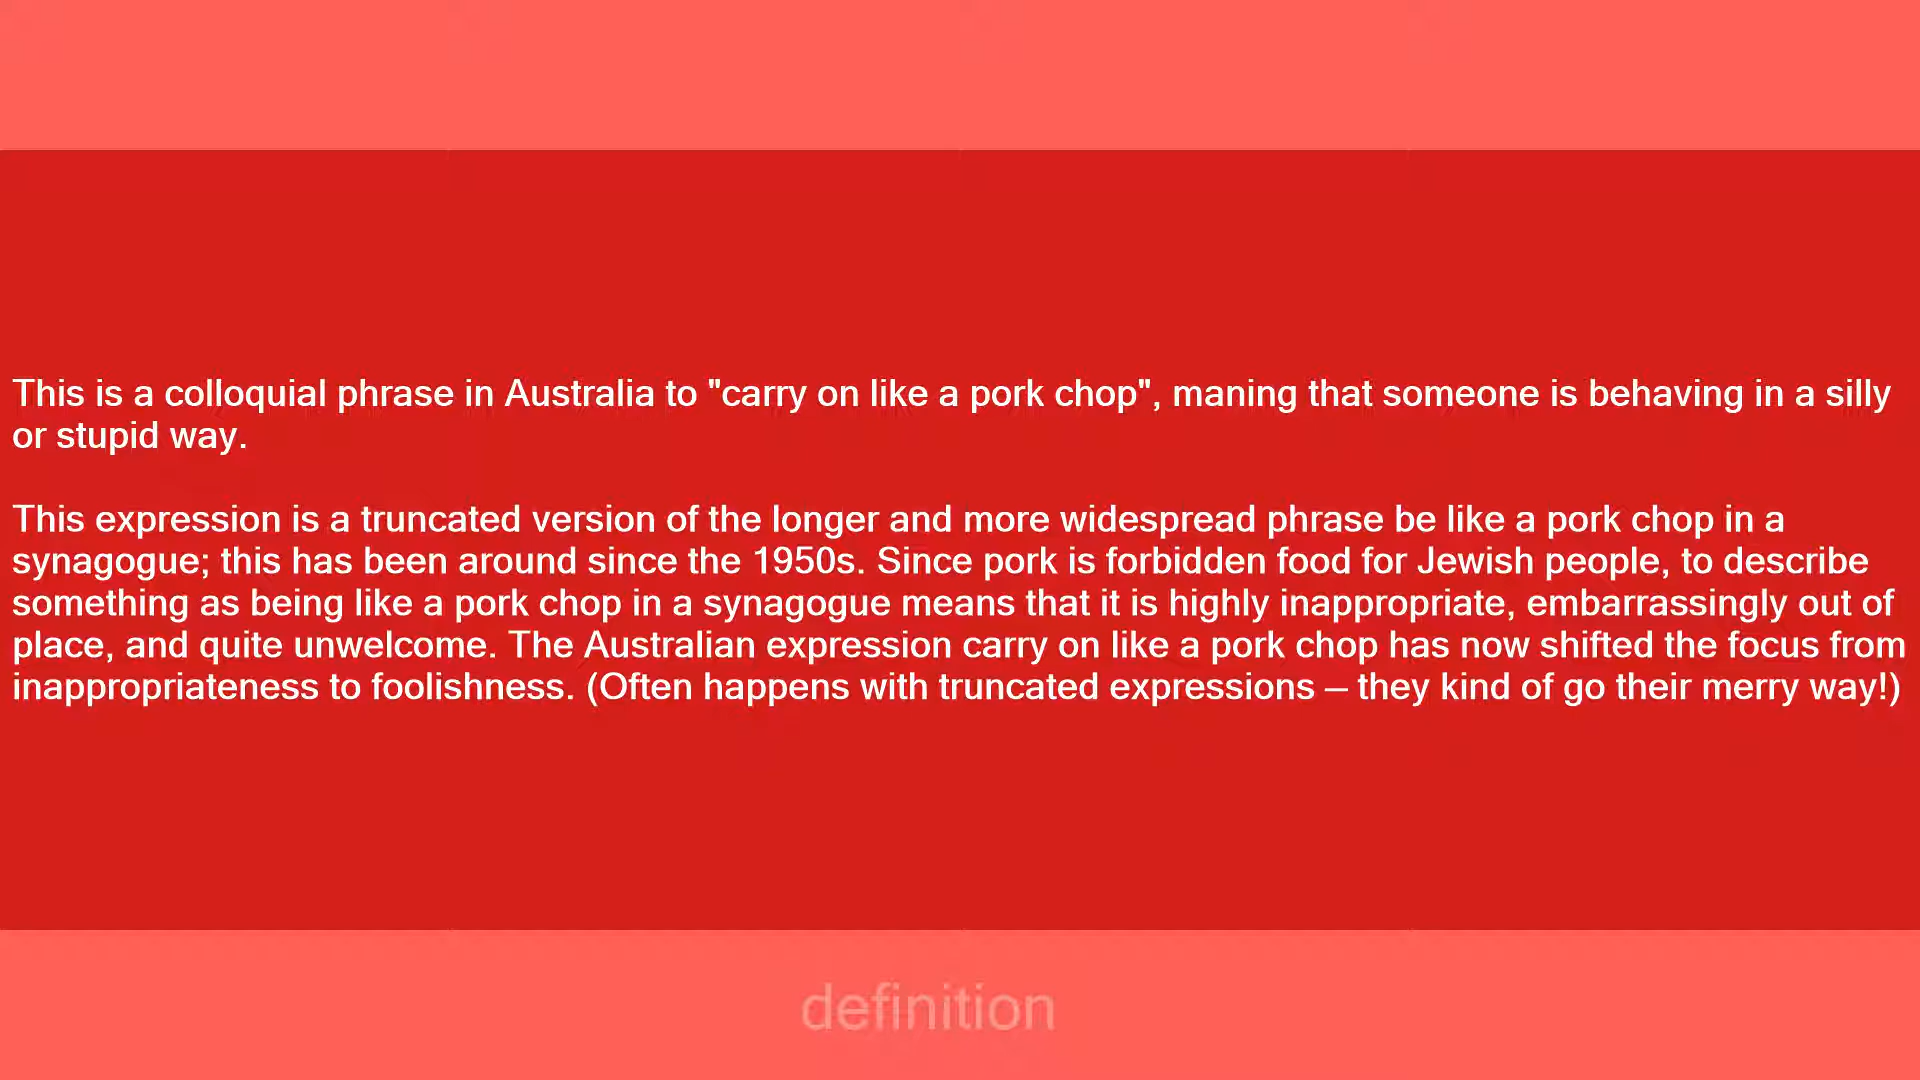 This is a colloquial phrase in Australia to "carry on like a pork chop", maning that someone is behaving in a silly
or stupid way.
This expression is a truncated version of the longer and more widespread phrase be like a pork chop in a
synagogue; this has been around since the 1950s. Since pork is forbidden food for Jewish people, to describe
something as being like a pork chop in a synagogue means that it is highly inappropriate, embarrassingly out of
place, and quite unwelcome. The Australian expression carry on like a pork chop has now shifted the focus from
inappropriateness to foolishness. (Often happens with truncated expressions – they kind of go their merry way!)
definition